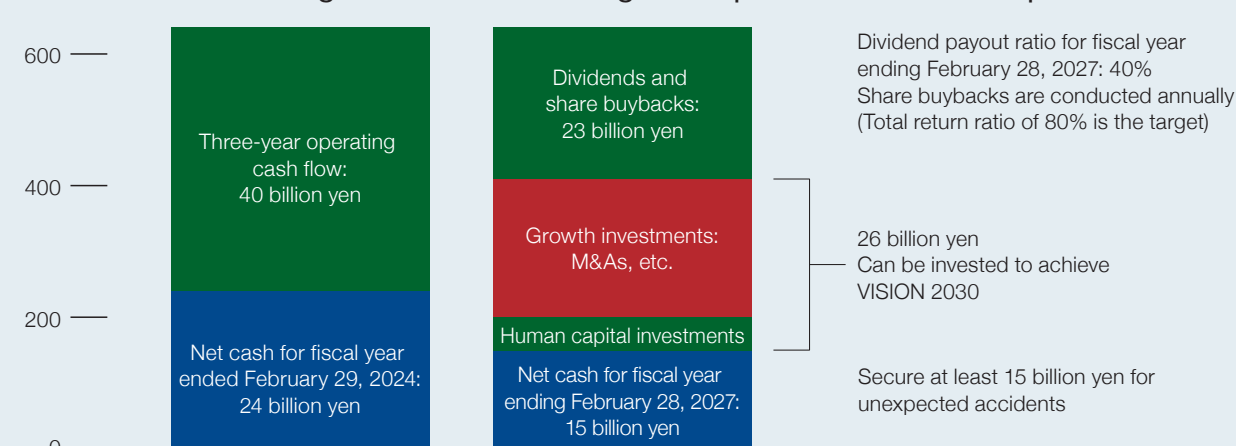 600
400
200
0
Three-year operating
cash flow:
40 billion yen
Net cash for fiscal year
ended February 29, 2024:
24 billion yen
Dividends and
share buybacks:
23 billion yen
Growth investments:
M&As, etc.
Human capital investments
Net cash for fiscal year
ending February 28, 2027:
15 billion yen
Dividend payout ratio for fiscal year
ending February 28, 2027: 40%
Share buybacks are conducted annually
(Total return ratio of 80% is the target)
26 billion yen
Can be invested to achieve
VISION 2030
Secure at least 15 billion yen for
unexpected accidents